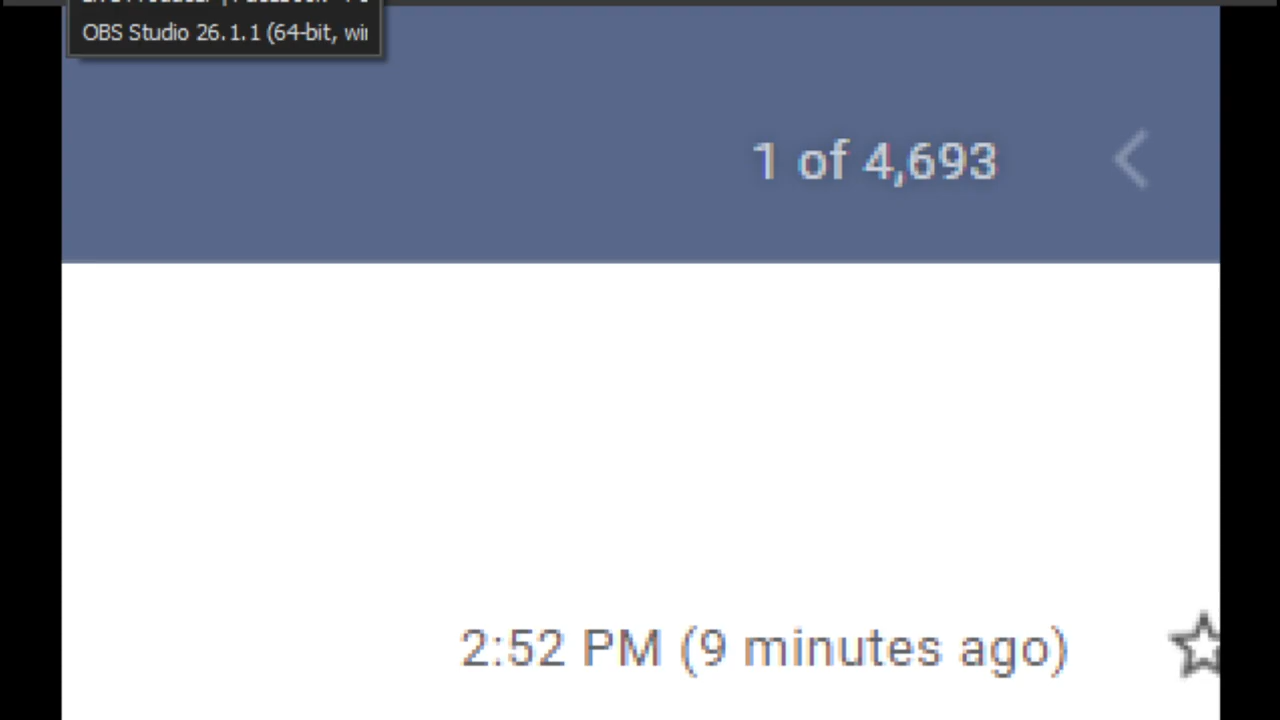 OBS Studio 26.1.1 (64-bit, wi
1 of 4,693
2:52 PM (9 minutes ago)